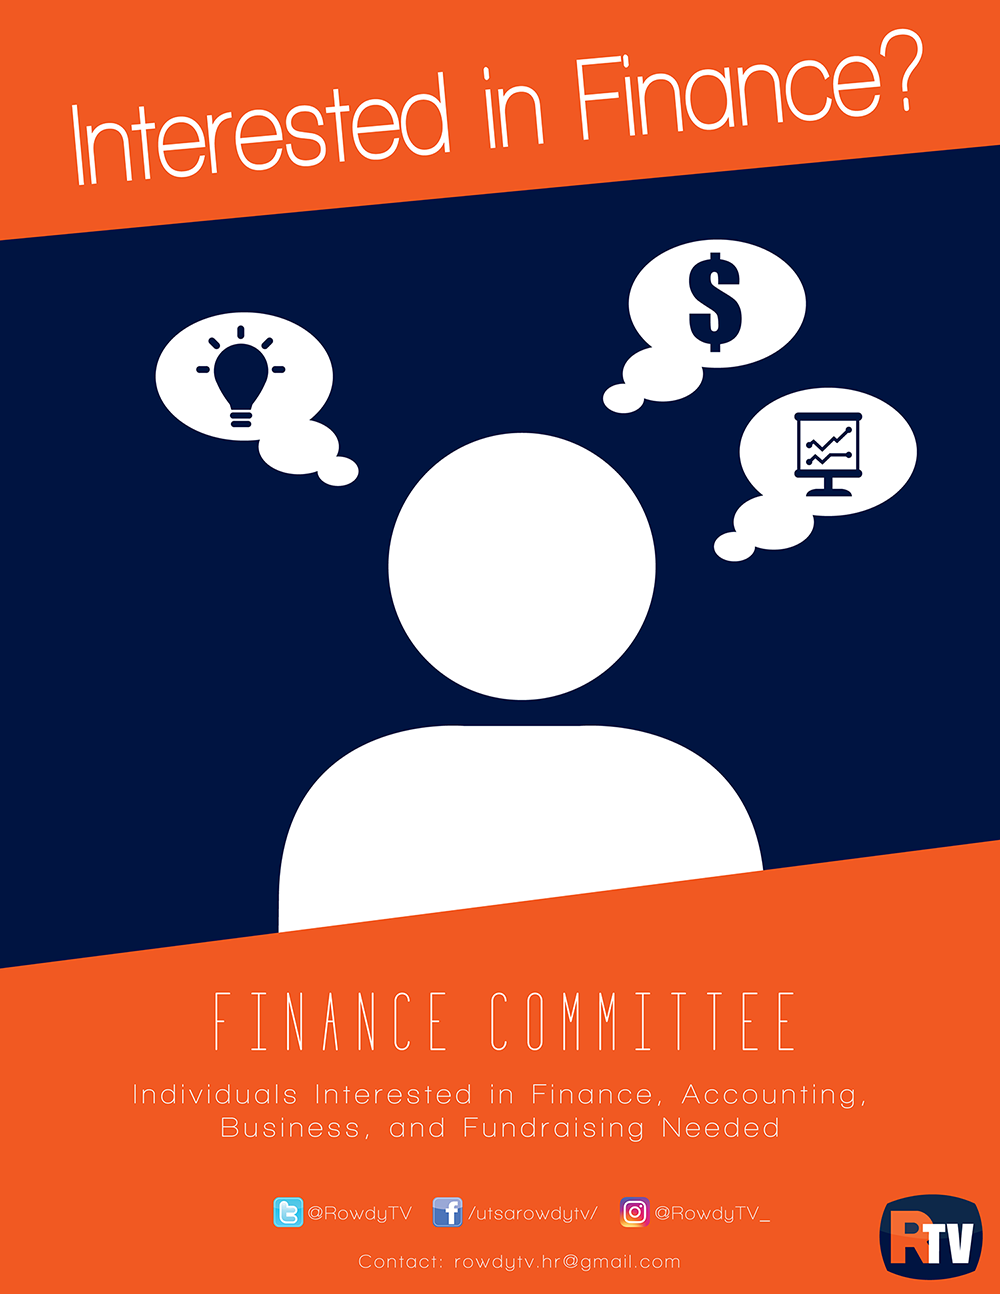 Interested in Finance?
$
FINANCE COMMITTEE
Individuals Interested in Finance, Accounting,
Business, and Fundraising Needed
@RowdyTV /utsarowdytv/ @RowdyTV_
Contact: rowdytv.hr@gmail.com
RTV